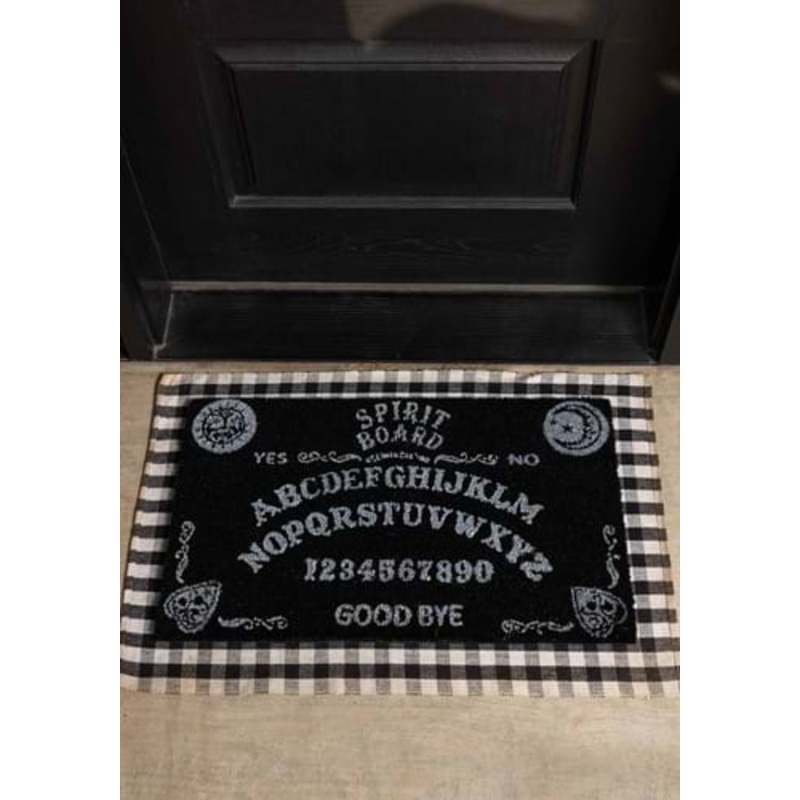 SPIRIT
BOARD
YES NO
ABCDEFGHIJKLM
NOPQRSTUVWXYZ
1234567890
GOOD BYE